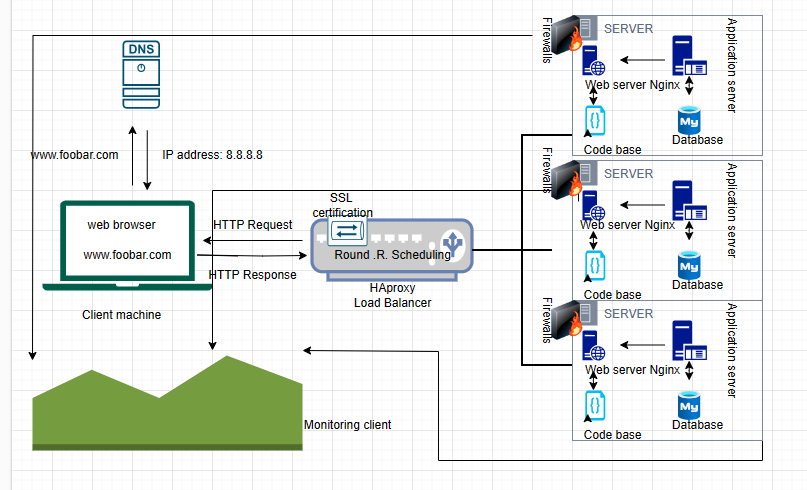 DNS
www.foobar.com
IP address: 8.8.8.8
web browser
www.foobar.com
Client machine
HTTP Request
HTTP Response
SSL
certification
Round .R. Scheduling
HAproxy
Load Balancer
Monitoring client
Firewalls
SERVER
Application server
Web server Nginx
My
Code base
Database
Firewalls
SERVER
Application server
Web server Nginx
My
Code base
Database
Firewalls
SERVER
Application server
Web server Nginx
My
Code base
Database